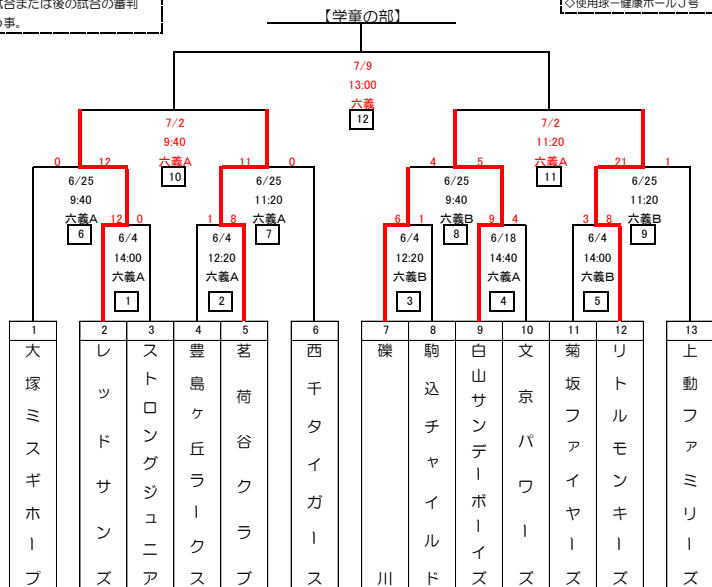 試合または後の試合の審判
の事。
【学童の部】
◇使用球ー健康ボールJ号
7/9
13:00
六義
12
7/2
9:40
六義A
10
7/2
11:20
六義A
11
0 12
11 0
4 5
21 1
6/25
9:40
六義A
6
6/25
11:20
六義A
7
6/25
9:40
六義B
8
6/25
11:20
六義B
9
12 0
1 8
6 1
9 4
3 8
6/4
14:00
六義A
1
6/4
12:20
六義A
2
6/4
12:20
六義B
3
6/18
14:40
六義A
4
6/4
14:00
六義B
5
1 2 3 4 5 6 7 8 9 10 11 12 13
大塚ミスギホープ
レッドサンズ
ストロングジュニア
豊島ヶ丘ラークス
茗荷谷クラブ
西千タイガース
礫川
駒込チャイルド
白山サンデーボーイズ
文京パワーズ
菊坂ファイヤーズ
リトルモンキーズ
上動ファミリーズ